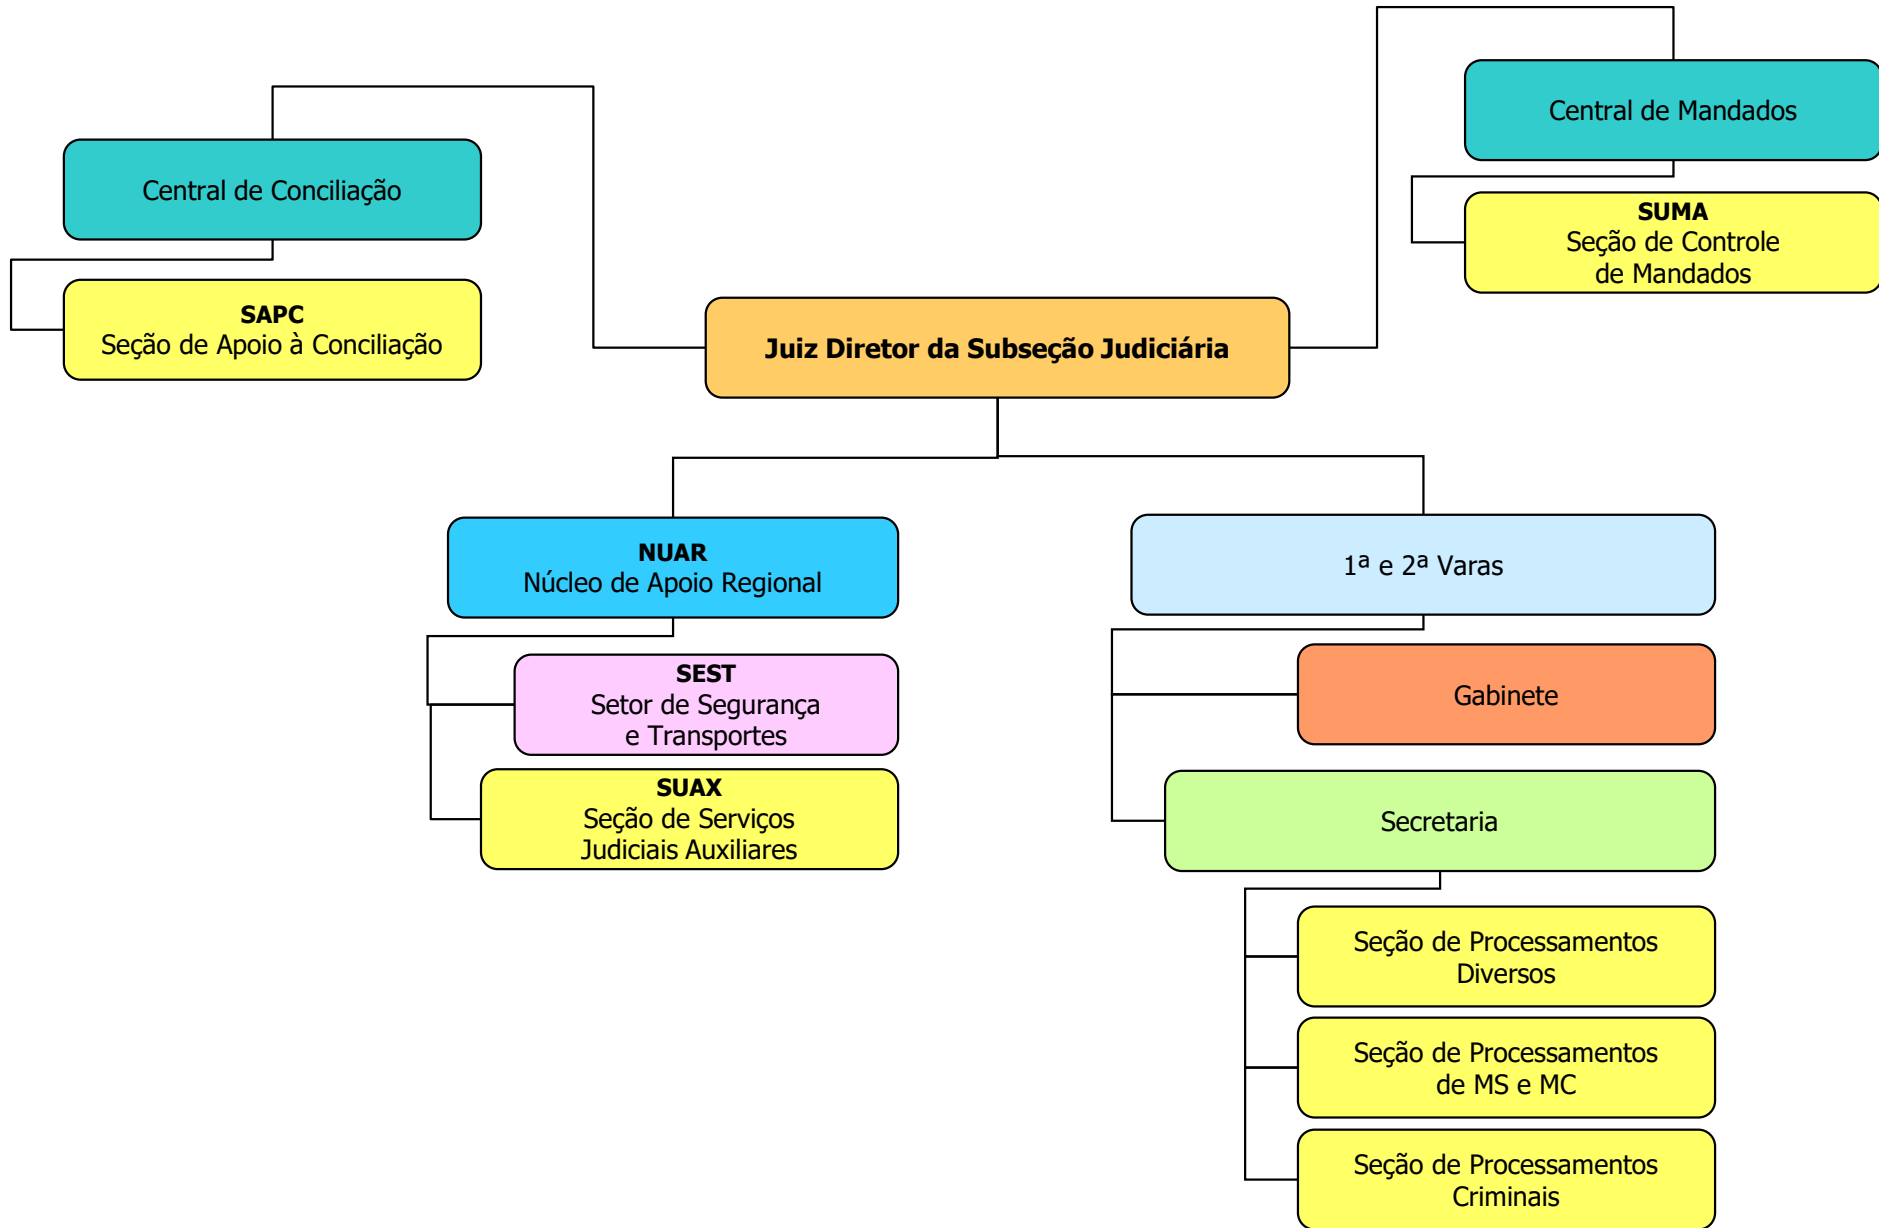 Central de Mandados
Central de Conciliação
SUMA
Seção de Controle
de Mandados
SAPC
Seção de Apoio à Conciliação
Juiz Diretor da Subseção Judiciária
NUAR
Núcleo de Apoio Regional
SEST
Setor de Segurança
e Transportes
SUAX
Seção de Serviços
Judiciais Auxiliares
1ª e 2ª Varas
Gabinete
Secretaria
Seção de Processamentos
Diversos
Seção de Processamentos
de MS e MC
Seção de Processamentos
Criminais